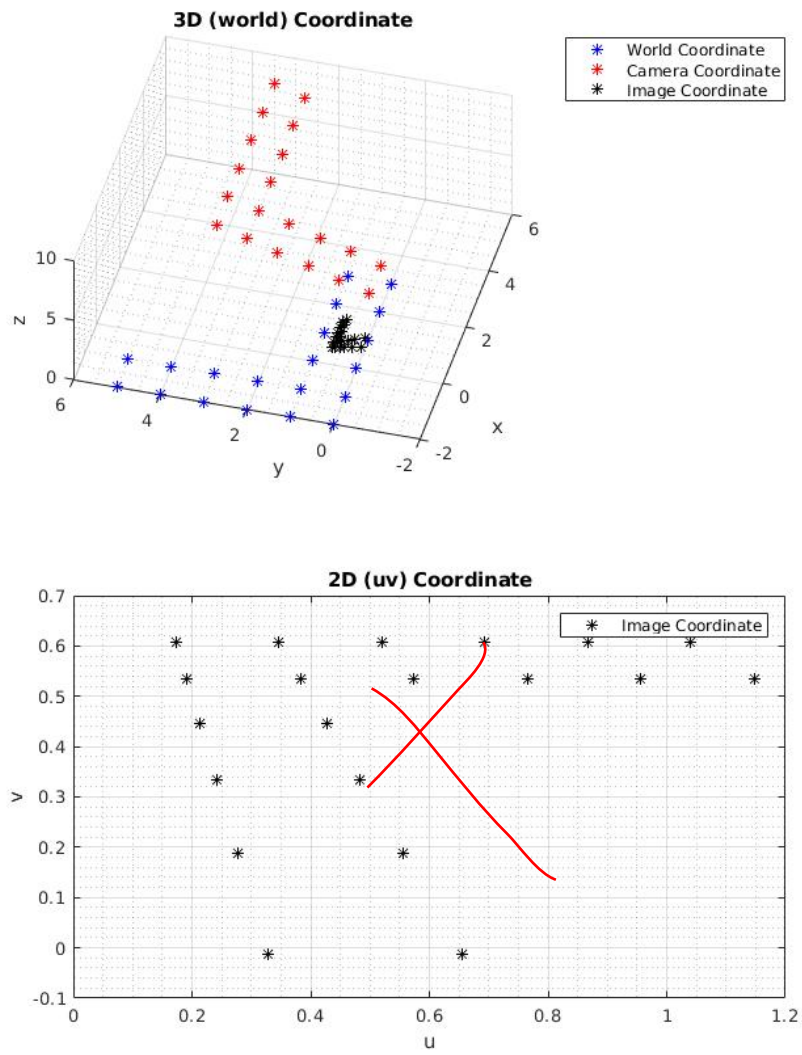 3D (world) Coordinate
World Coordinate
Camera Coordinate
Image Coordinate
10
5
0
z
6
4
2
0
-2
y
6
4
2
0
-2
x
2D (uv) Coordinate
Image Coordinate
0.7
0.6
0.5
0.4
0.3
0.2
0.1
0
-0.1
v
0 0.2 0.4 0.6 0.8 1 1.2
u